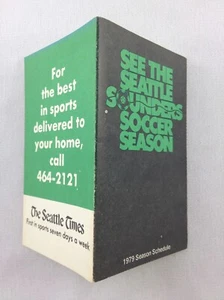 For
the best
in sports
delivered to
your home,
call
464-2121
The Seattle Times
First in sports seven days a week
SEE THE
SEATTLE
SOUNDERS
SOCCER
SEASON
1979 Season Schedule